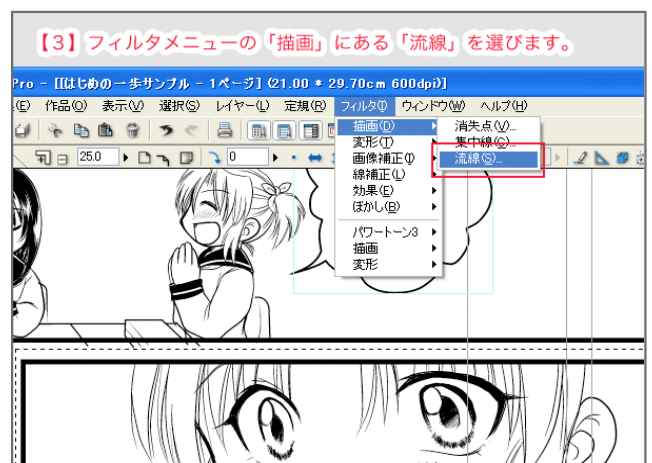 【3】フィルタメニューの「描画」にある「流線」を選びます。
Pro - [[はじめの一歩サンプル - 1ページ] (21.00 * 29.70cm 600dpi)]
(E) 作品(O) 表示(V) 選択(S) レイヤー(L) 定規(R) フィルタ(I) ウィンドウ(W) ヘルプ(H)
25.0 0
描画(D)
変形(T)
画像補正(I)
線補正(L)
効果(E)
ぼかし(B)
パワートーン3
描画
変形
消失点(V)...
集中線(C)...
流線(S)...